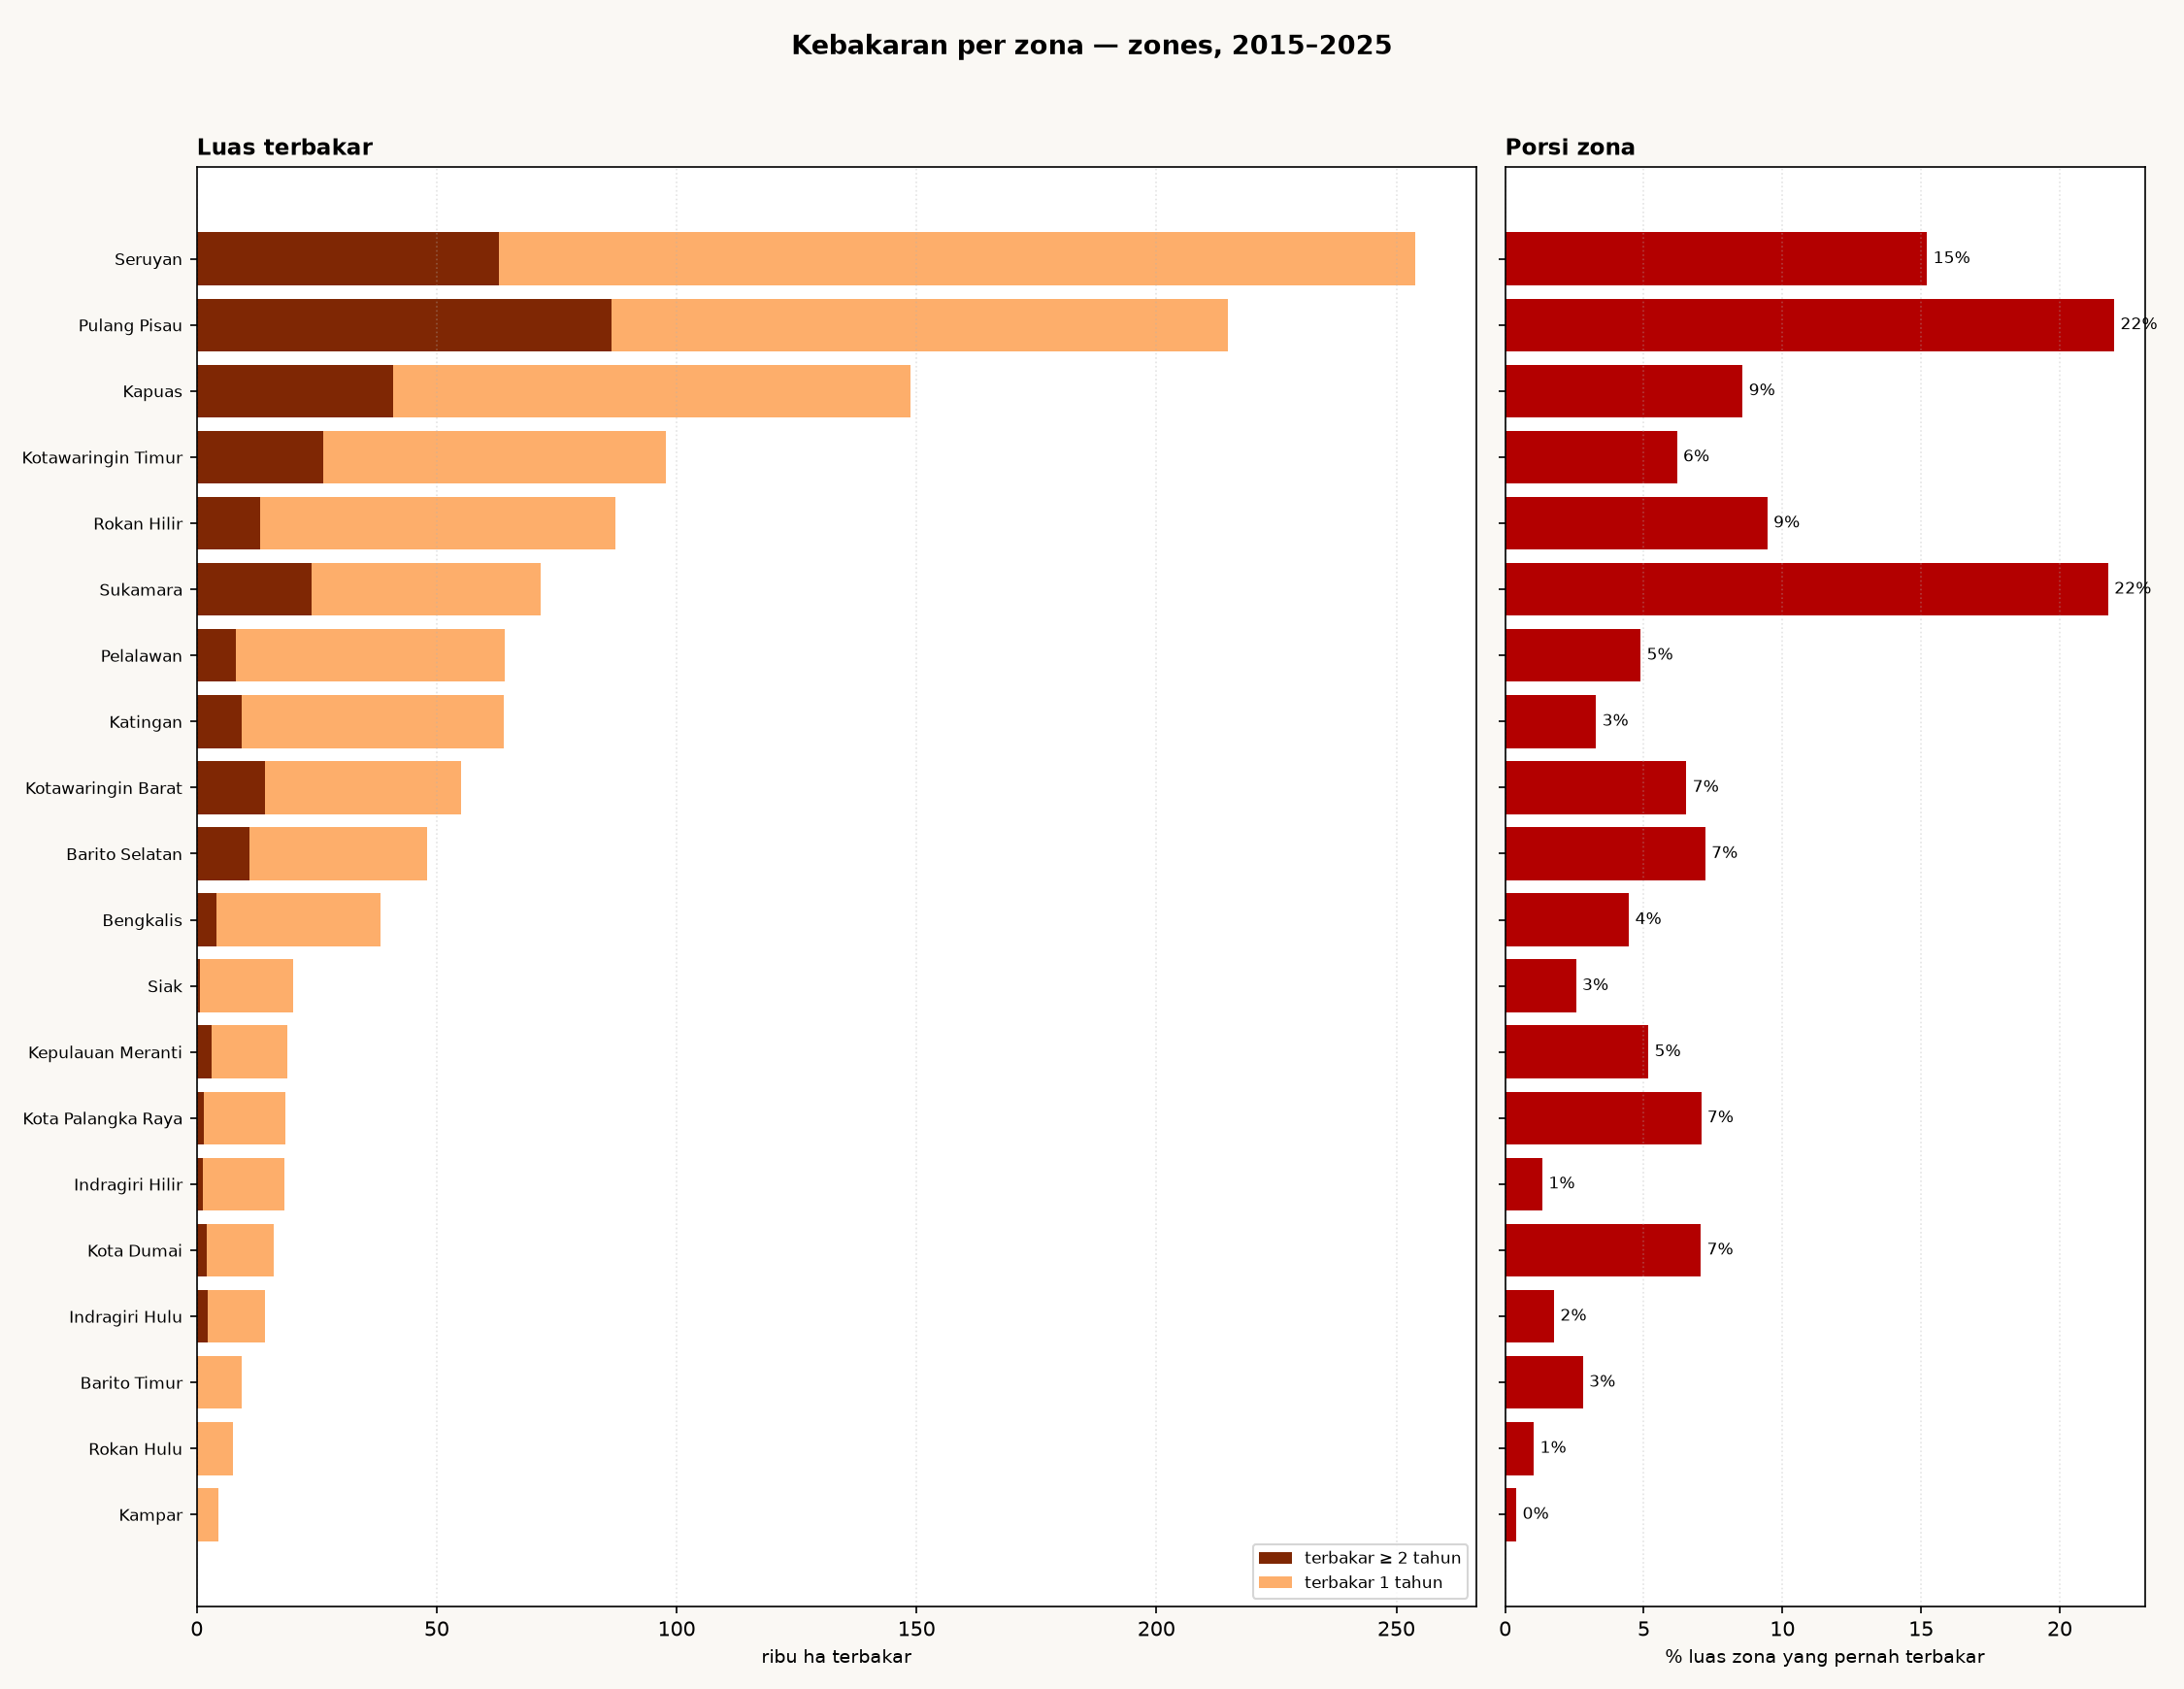 Kebakaran per zona — zones, 2015–2025
Luas terbakar
Seruyan
Pulang Pisau
Kapuas
Kotawaringin Timur
Rokan Hilir
Sukamara
Pelalawan
Katingan
Kotawaringin Barat
Barito Selatan
Bengkalis
Siak
Kepulauan Meranti
Kota Palangka Raya
Indragiri Hilir
Kota Dumai
Indragiri Hulu
Barito Timur
Rokan Hulu
Kampar
terbakar ≥ 2 tahun
terbakar 1 tahun
0 50 100 150 200 250
ribu ha terbakar
Porsi zona
15%
22%
9%
6%
9%
22%
5%
3%
7%
7%
4%
3%
5%
7%
1%
7%
2%
3%
1%
0%
0 5 10 15 20
% luas zona yang pernah terbakar